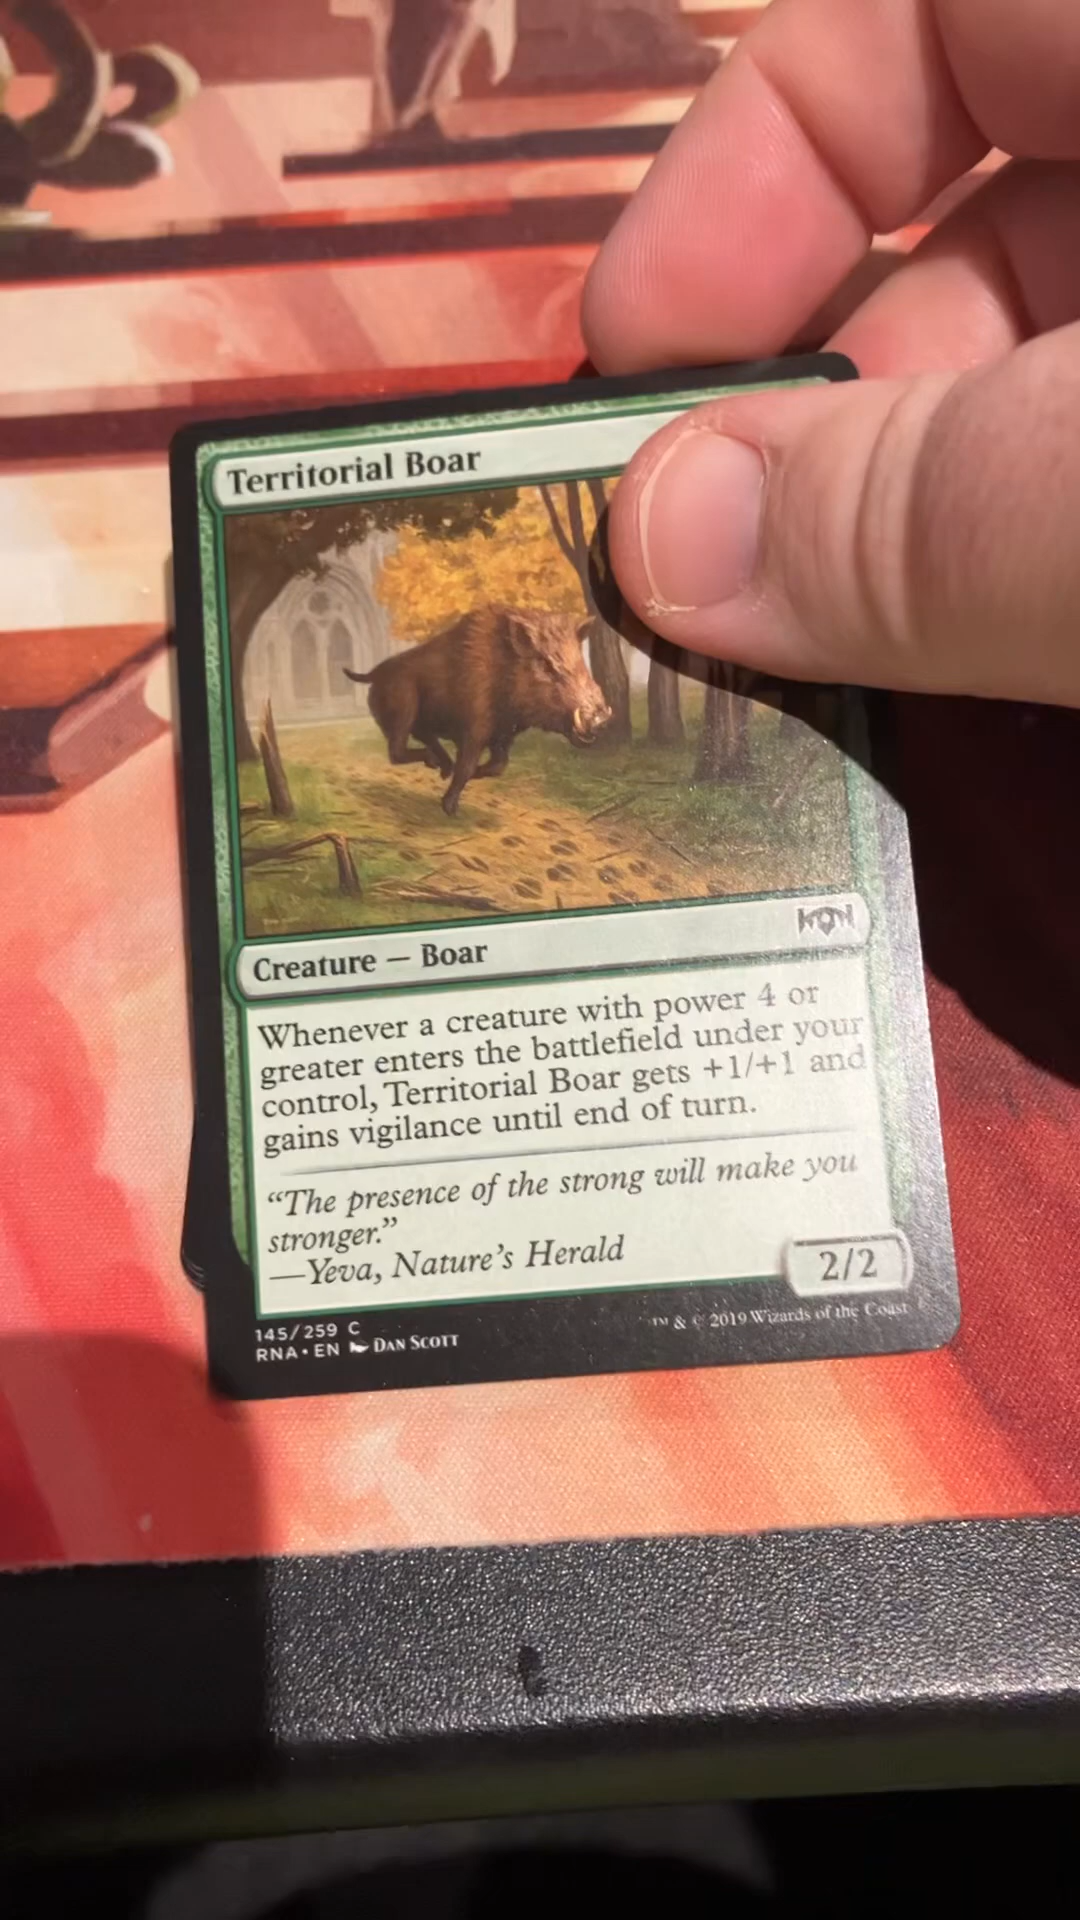 Territorial Boar
Creature — Boar
Whenever a creature with power 4 or
greater enters the battlefield under your
control, Territorial Boar gets +1/+1 and
gains vigilance until end of turn.
“The presence of the strong will make you
stronger.”
—Yeva, Nature’s Herald
2/2
145/259 C
RNA • EN DAN SCOTT
™ & © 2019 Wizards of the Coast